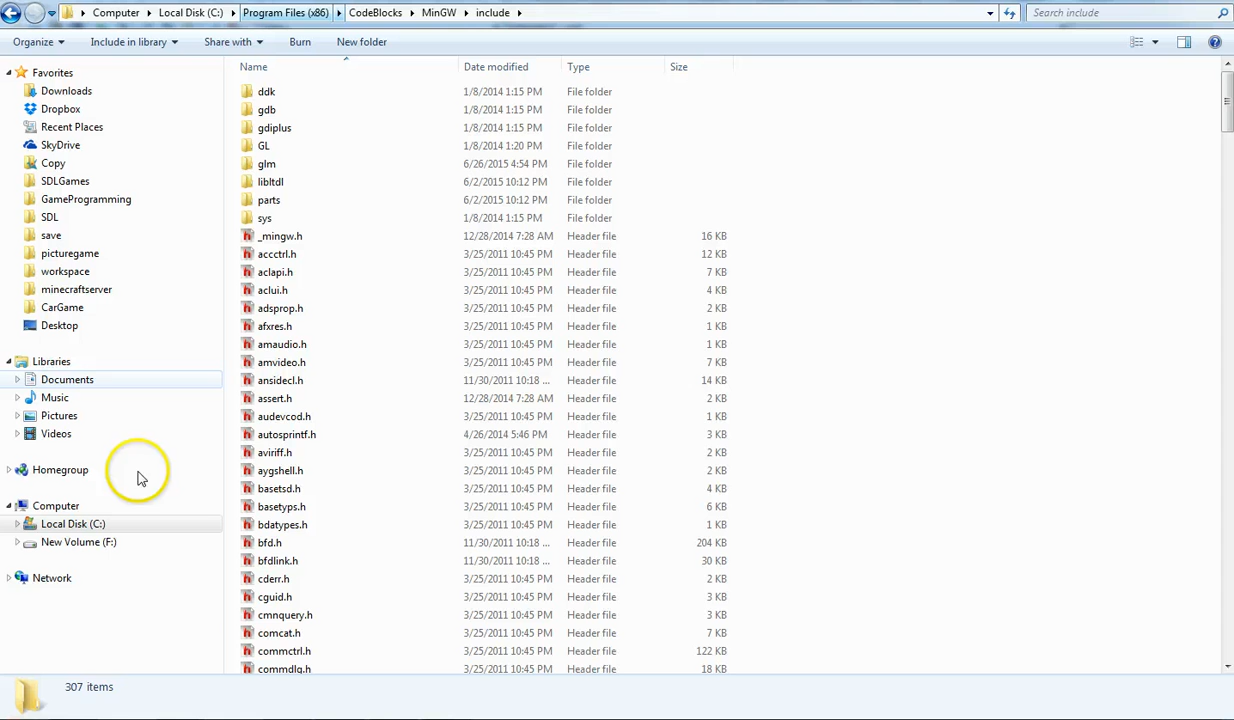 Computer Local Disk (C:) Program Files (x86) CodeBlocks MinGW include Search include
Organize Include in library Share with Burn New folder
Favorites
Downloads
Dropbox
Recent Places
SkyDrive
Copy
SDLGames
GameProgramming
SDL
save
picturegame
workspace
minecraftserver
CarGame
Desktop
Libraries
Documents
Music
Pictures
Videos
Homegroup
Computer
Local Disk (C:)
New Volume (F:)
Network
Name Date modified Type Size
ddk 1/8/2014 1:15 PM File folder
gdb 1/8/2014 1:15 PM File folder
gdiplus 1/8/2014 1:15 PM File folder
GL 1/8/2014 1:20 PM File folder
glm 6/26/2015 4:54 PM File folder
libltdl 6/2/2015 10:12 PM File folder
parts 6/2/2015 10:12 PM File folder
sys 1/8/2014 1:15 PM File folder
_mingw.h 12/28/2014 7:28 AM Header file 16 KB
accctrl.h 3/25/2011 10:45 PM Header file 12 KB
aclapi.h 3/25/2011 10:45 PM Header file 7 KB
aclui.h 3/25/2011 10:45 PM Header file 4 KB
adsprop.h 3/25/2011 10:45 PM Header file 2 KB
afxres.h 3/25/2011 10:45 PM Header file 1 KB
amaudio.h 3/25/2011 10:45 PM Header file 1 KB
amvideo.h 3/25/2011 10:45 PM Header file 7 KB
ansidecl.h 11/30/2011 10:18 ... Header file 14 KB
assert.h 12/28/2014 7:28 AM Header file 2 KB
audevcod.h 3/25/2011 10:45 PM Header file 1 KB
autosprintf.h 4/26/2014 5:46 PM Header file 3 KB
aviriff.h 3/25/2011 10:45 PM Header file 2 KB
aygshell.h 3/25/2011 10:45 PM Header file 2 KB
basetsd.h 3/25/2011 10:45 PM Header file 4 KB
basetyps.h 3/25/2011 10:45 PM Header file 6 KB
bdatypes.h 3/25/2011 10:45 PM Header file 1 KB
bfd.h 11/30/2011 10:18 ... Header file 204 KB
bfdlink.h 11/30/2011 10:18 ... Header file 30 KB
cderr.h 3/25/2011 10:45 PM Header file 2 KB
cguid.h 3/25/2011 10:45 PM Header file 3 KB
cmnquery.h 3/25/2011 10:45 PM Header file 3 KB
comcat.h 3/25/2011 10:45 PM Header file 7 KB
commctrl.h 3/25/2011 10:45 PM Header file 122 KB
commdlg.h 3/25/2011 10:45 PM Header file 18 KB
307 items